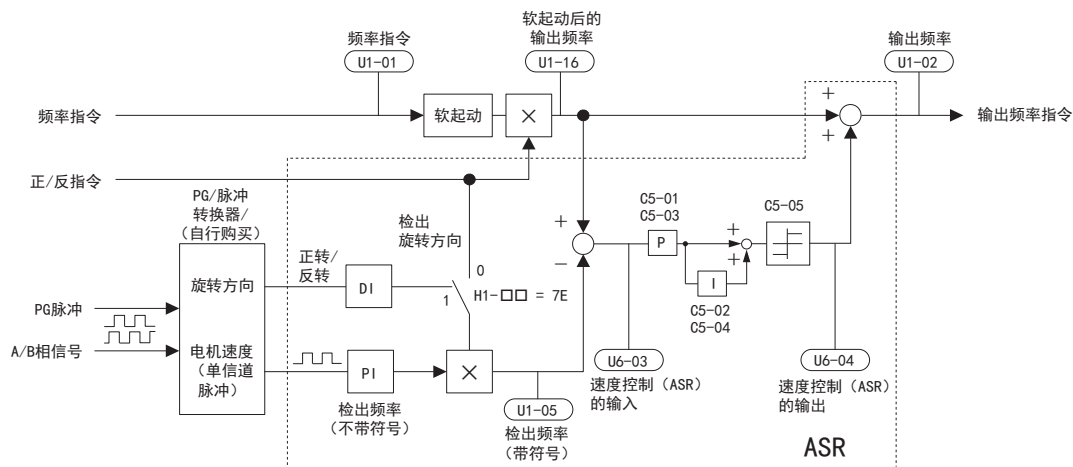 软起动后的
输出频率
U1-16
频率指令
U1-01
输出频率
U1-02
频率指令
软起动
×
+
+
输出频率指令
正/反指令
PG/脉冲
转换器/
(自行购买)
旋转方向
电机速度
(单信道
脉冲)
PG脉冲
A/B相信号
正转/
反转
DI
检出
旋转方向
0
1
H1-□□ = 7E
PI
检出频率
(不带符号)
×
U1-05
检出频率
(带符号)
+
−
C5-01
C5-03
P
I
C5-02
C5-04
+
+
C5-05
U6-03
速度控制(ASR)
的输入
U6-04
速度控制(ASR)
的输出
ASR